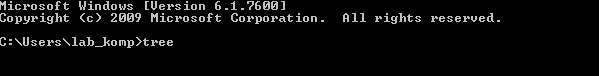 Microsoft Windows [Version 6.1.7600]
Copyright (c) 2009 Microsoft Corporation.  All rights reserved.
C:\Users\lab_komp>tree